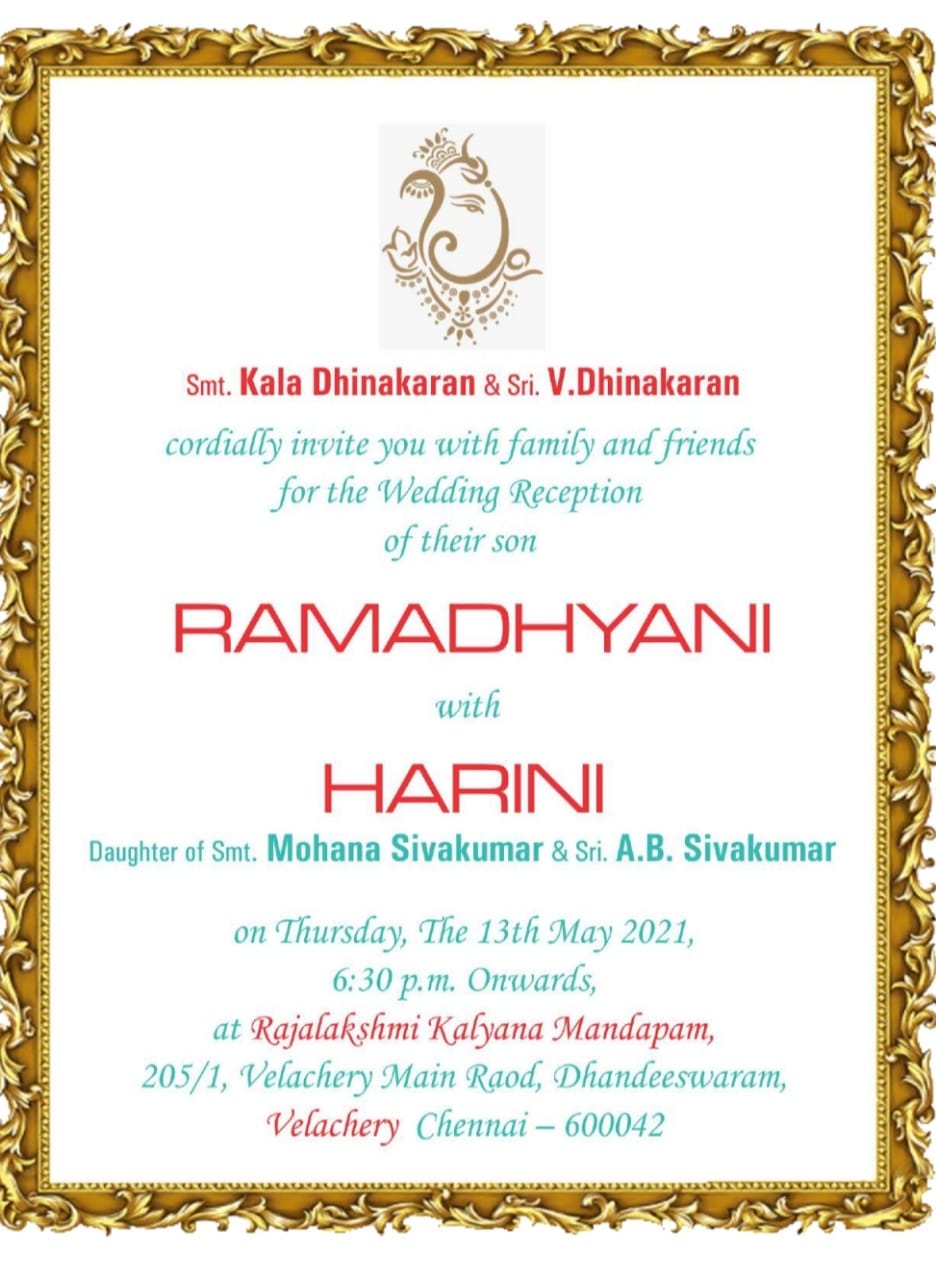 Smt. Kala Dhinakaran & Sri. V.Dhinakaran
cordially invite you with family and friends
for the Wedding Reception
of their son
RAMADHYANI
with
HARINI
Daughter of Smt. Mohana Sivakumar & Sri. A.B. Sivakumar
on Thursday, The 13th May 2021,
6:30 p.m. Onwards,
at Rajalakshmi Kalyana Mandapam,
205/1, Velachery Main Raod, Dhandeeswaram,
Velachery Chennai – 600042